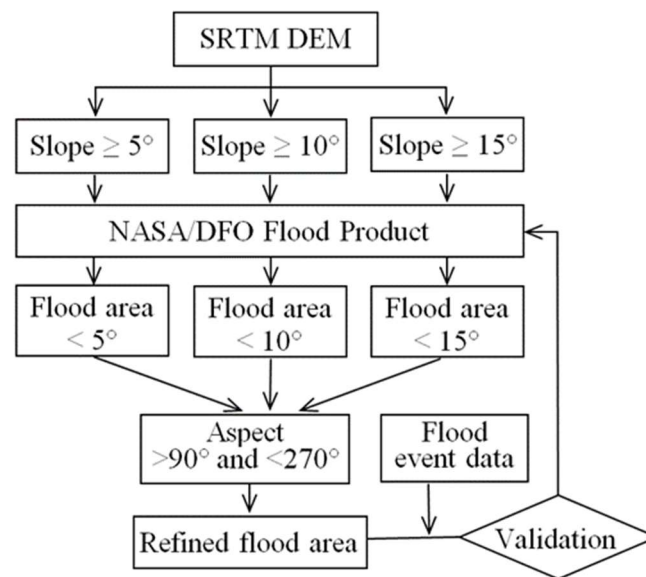 SRTM DEM
Slope ≥ 5°
Slope ≥ 10°
Slope ≥ 15°
NASA/DFO Flood Product
Flood area
< 5°
Flood area
< 10°
Flood area
< 15°
Aspect
>90° and <270°
Flood
event data
Refined flood area
Validation